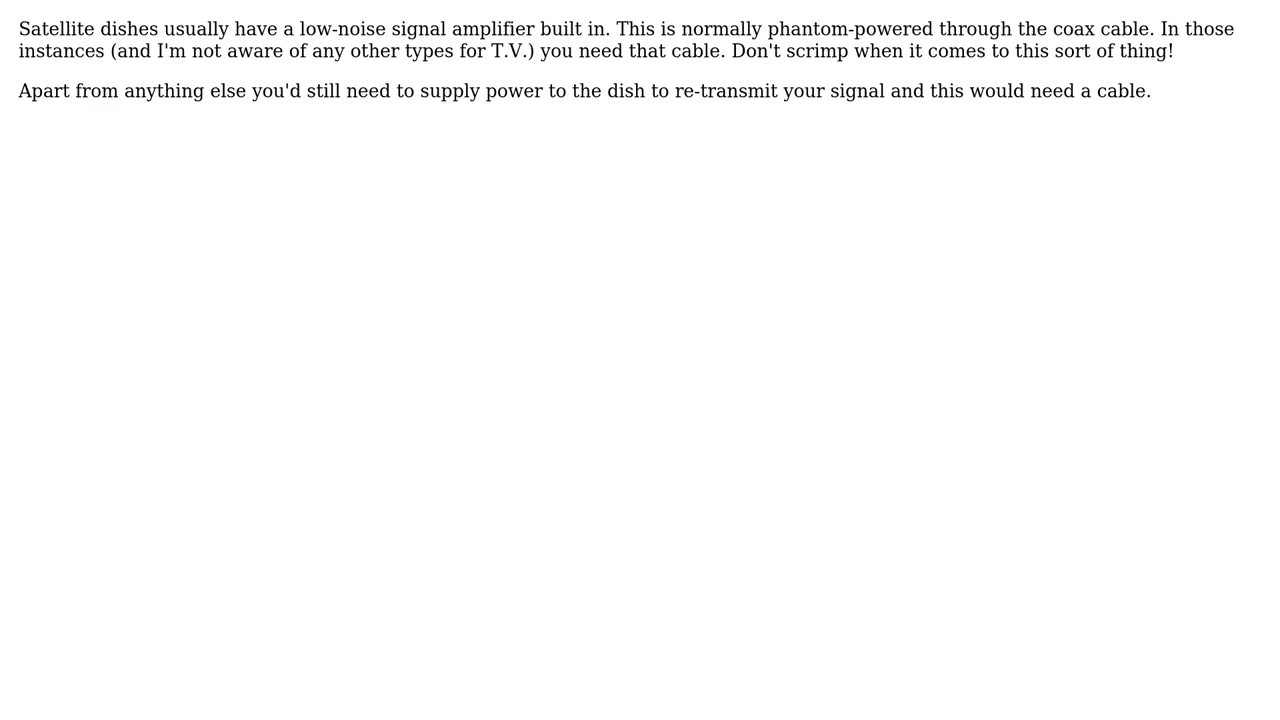 Satellite dishes usually have a low-noise signal amplifier built in. This is normally phantom-powered through the coax cable. In those
instances (and I'm not aware of any other types for T.V.) you need that cable. Don't scrimp when it comes to this sort of thing!
Apart from anything else you'd still need to supply power to the dish to re-transmit your signal and this would need a cable.